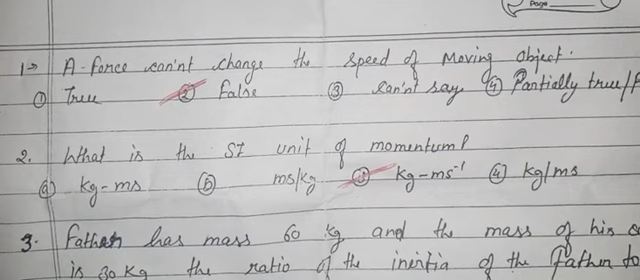 Page
1⇒ A force can'nt change the speed of Moving object.
① True ② False ③ Can'nt say ④ Partially true/F
2. What is the SI unit of momentum?
ⓐ kg-ms ⓑ ms/kg ③ kg-ms⁻¹ ④ kg/ms
3. Father has mass 60 kg and the mass of his
is 30 Kg the ratio of the inertia of the father to